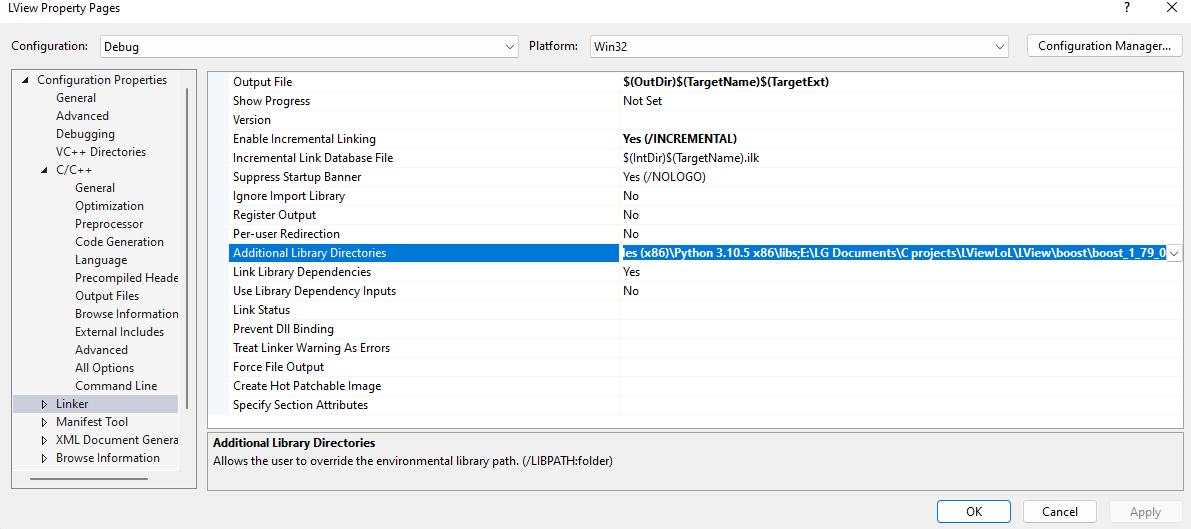 LView Property Pages
?
Configuration: Debug Platform: Win32 Configuration Manager...
Configuration Properties
General
Advanced
Debugging
VC++ Directories
C/C++
General
Optimization
Preprocessor
Code Generation
Language
Precompiled Heade
Output Files
Browse Information
External Includes
Advanced
All Options
Command Line
Linker
Manifest Tool
XML Document Genera
Browse Information
Output File $(OutDir)$(TargetName)$(TargetExt)
Show Progress Not Set
Version
Enable Incremental Linking Yes (/INCREMENTAL)
Incremental Link Database File $(IntDir)$(TargetName).ilk
Suppress Startup Banner Yes (/NOLOGO)
Ignore Import Library No
Register Output No
Per-user Redirection No
Additional Library Directories les (x86)\Python 3.10.5 x86\libs;E:\LG Documents\C projects\LViewLoL\LView\boost\boost_1_79_0
Link Library Dependencies Yes
Use Library Dependency Inputs No
Link Status
Prevent Dll Binding
Treat Linker Warning As Errors
Force File Output
Create Hot Patchable Image
Specify Section Attributes
Additional Library Directories
Allows the user to override the environmental library path. (/LIBPATH:folder)
OK Cancel Apply